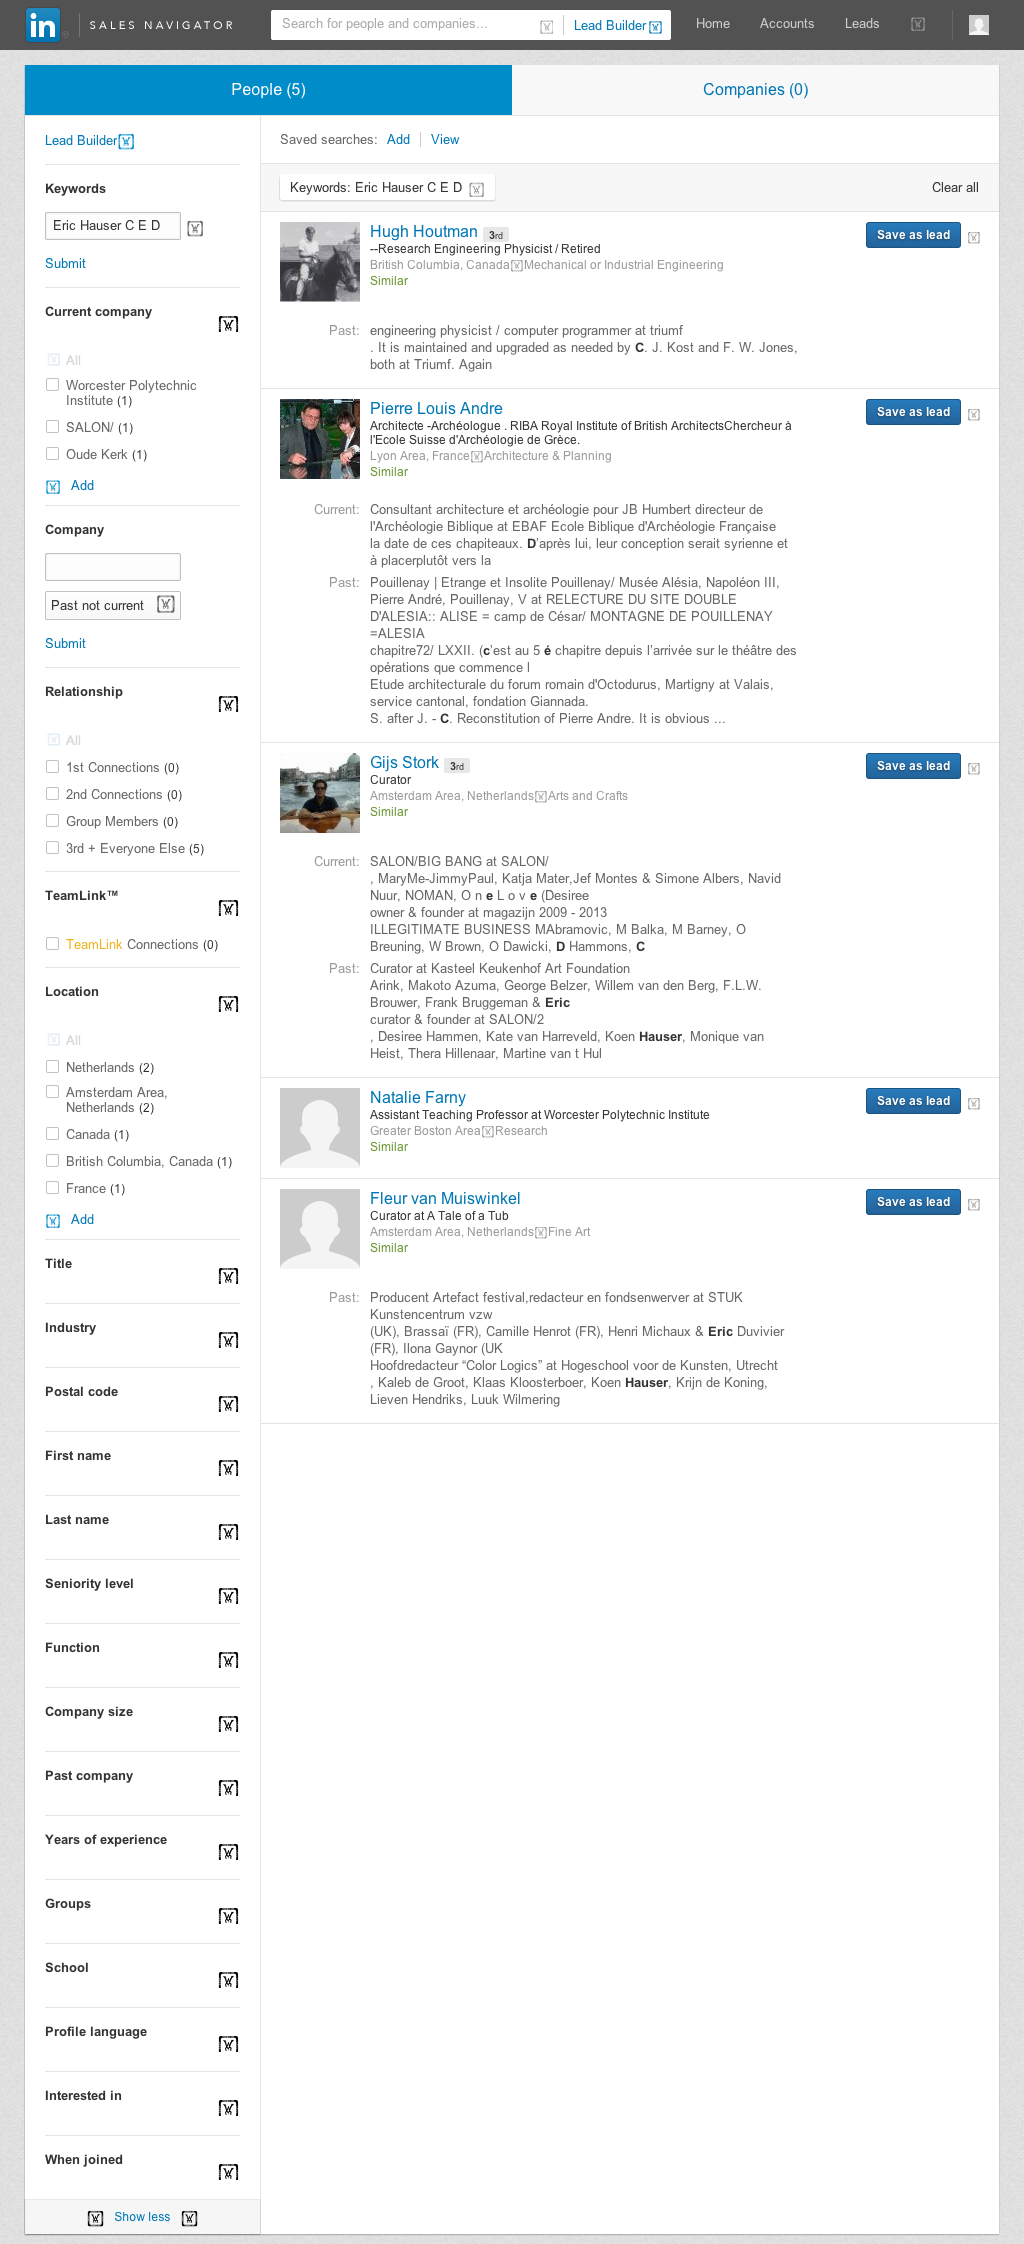 in SALES NAVIGATOR
Search for people and companies...
Lead Builder
Home
Accounts
Leads
People (5)
Companies (0)
Lead Builder
Keywords
Eric Hauser C E D
Submit
Current company
All
Worcester Polytechnic
Institute (1)
SALON/ (1)
Oude Kerk (1)
Add
Company
Past not current
Submit
Relationship
All
1st Connections (0)
2nd Connections (0)
Group Members (0)
3rd + Everyone Else (5)
TeamLink™
TeamLink Connections (0)
Location
All
Netherlands (2)
Amsterdam Area,
Netherlands (2)
Canada (1)
British Columbia, Canada (1)
France (1)
Add
Title
Industry
Postal code
First name
Last name
Seniority level
Function
Company size
Past company
Years of experience
Groups
School
Profile language
Interested in
When joined
Show less
Saved searches: Add View
Keywords: Eric Hauser C E D
Clear all
Hugh Houtman 3rd
Save as lead
--Research Engineering Physicist / Retired
British Columbia, Canada Mechanical or Industrial Engineering
Similar
Past: engineering physicist / computer programmer at triumf
. It is maintained and upgraded as needed by C. J. Kost and F. W. Jones,
both at Triumf. Again
Pierre Louis Andre
Save as lead
Architecte -Archéologue . RIBA Royal Institute of British ArchitectsChercheur à
l'Ecole Suisse d'Archéologie de Grèce.
Lyon Area, France Architecture & Planning
Similar
Current: Consultant architecture et archéologie pour JB Humbert directeur de
l'Archéologie Biblique at EBAF Ecole Biblique d'Archéologie Française
la date de ces chapiteaux. D'après lui, leur conception serait syrienne et
à placerplutôt vers la
Past: Pouillenay | Etrange et Insolite Pouillenay/ Musée Alésia, Napoléon III,
Pierre André, Pouillenay, V at RELECTURE DU SITE DOUBLE
D'ALESIA:: ALISE = camp de César/ MONTAGNE DE POUILLENAY
=ALESIA
chapitre72/ LXXII. (c'est au 5 é chapitre depuis l'arrivée sur le théâtre des
opérations que commence l
Etude architecturale du forum romain d'Octodurus, Martigny at Valais,
service cantonal, fondation Giannada.
S. after J. - C. Reconstitution of Pierre Andre. It is obvious ...
Gijs Stork 3rd
Save as lead
Curator
Amsterdam Area, Netherlands Arts and Crafts
Similar
Current: SALON/BIG BANG at SALON/
, MaryMe-JimmyPaul, Katja Mater,Jef Montes & Simone Albers, Navid
Nuur, NOMAN, O n e L o v e (Desiree
owner & founder at magazijn 2009 - 2013
ILLEGITIMATE BUSINESS MAbramovic, M Balka, M Barney, O
Breuning, W Brown, O Dawicki, D Hammons, C
Past: Curator at Kasteel Keukenhof Art Foundation
Arink, Makoto Azuma, George Belzer, Willem van den Berg, F.L.W.
Brouwer, Frank Bruggeman & Eric
curator & founder at SALON/2
, Desiree Hammen, Kate van Harreveld, Koen Hauser, Monique van
Heist, Thera Hillenaar, Martine van t Hul
Natalie Farny
Save as lead
Assistant Teaching Professor at Worcester Polytechnic Institute
Greater Boston Area Research
Similar
Fleur van Muiswinkel
Save as lead
Curator at A Tale of a Tub
Amsterdam Area, Netherlands Fine Art
Similar
Past: Producent Artefact festival,redacteur en fondsenwerver at STUK
Kunstencentrum vzw
(UK), Brassaï (FR), Camille Henrot (FR), Henri Michaux & Eric Duvivier
(FR), Ilona Gaynor (UK
Hoofdredacteur “Color Logics” at Hogeschool voor de Kunsten, Utrecht
, Kaleb de Groot, Klaas Kloosterboer, Koen Hauser, Krijn de Koning,
Lieven Hendriks, Luuk Wilmering